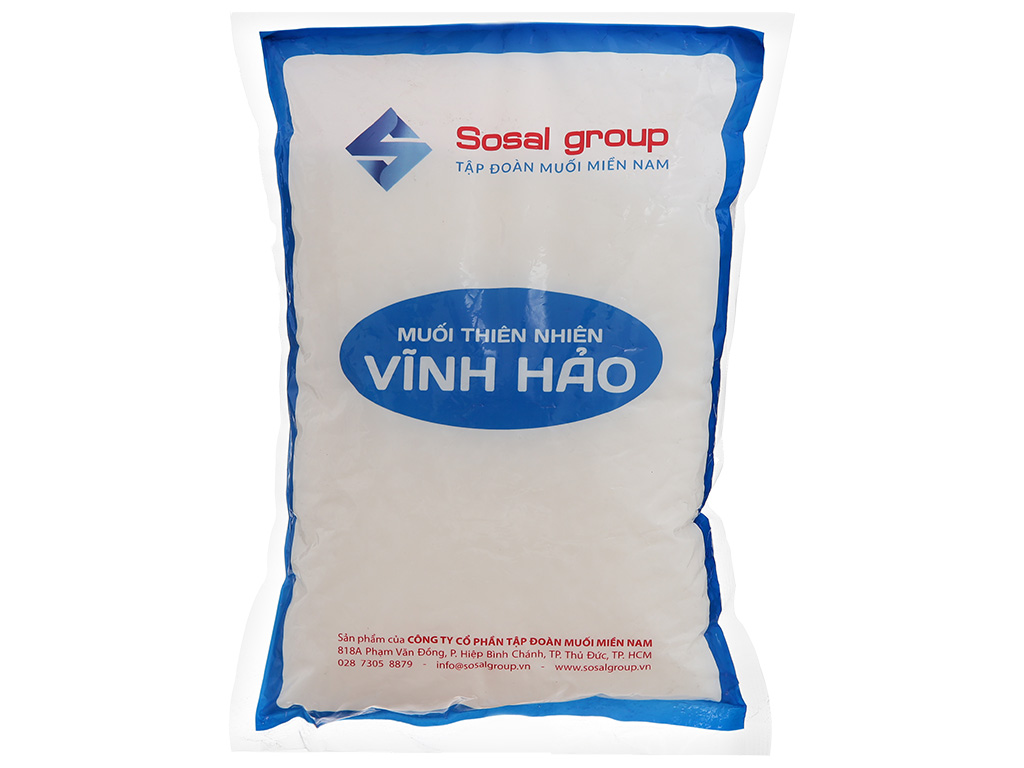 Sosal group
TẬP ĐOÀN MUỐI MIỀN NAM
MUỐI THIÊN NHIÊN
VĨNH HẢO
Sản phẩm của CÔNG TY CỔ PHẦN TẬP ĐOÀN MUỐI MIỀN NAM
818A Phạm Văn Đồng, P. Hiệp Bình Chánh, TP. Thủ Đức, TP. HCM
028 7305 8879 - info@sosalgroup.vn - www.sosalgroup.vn